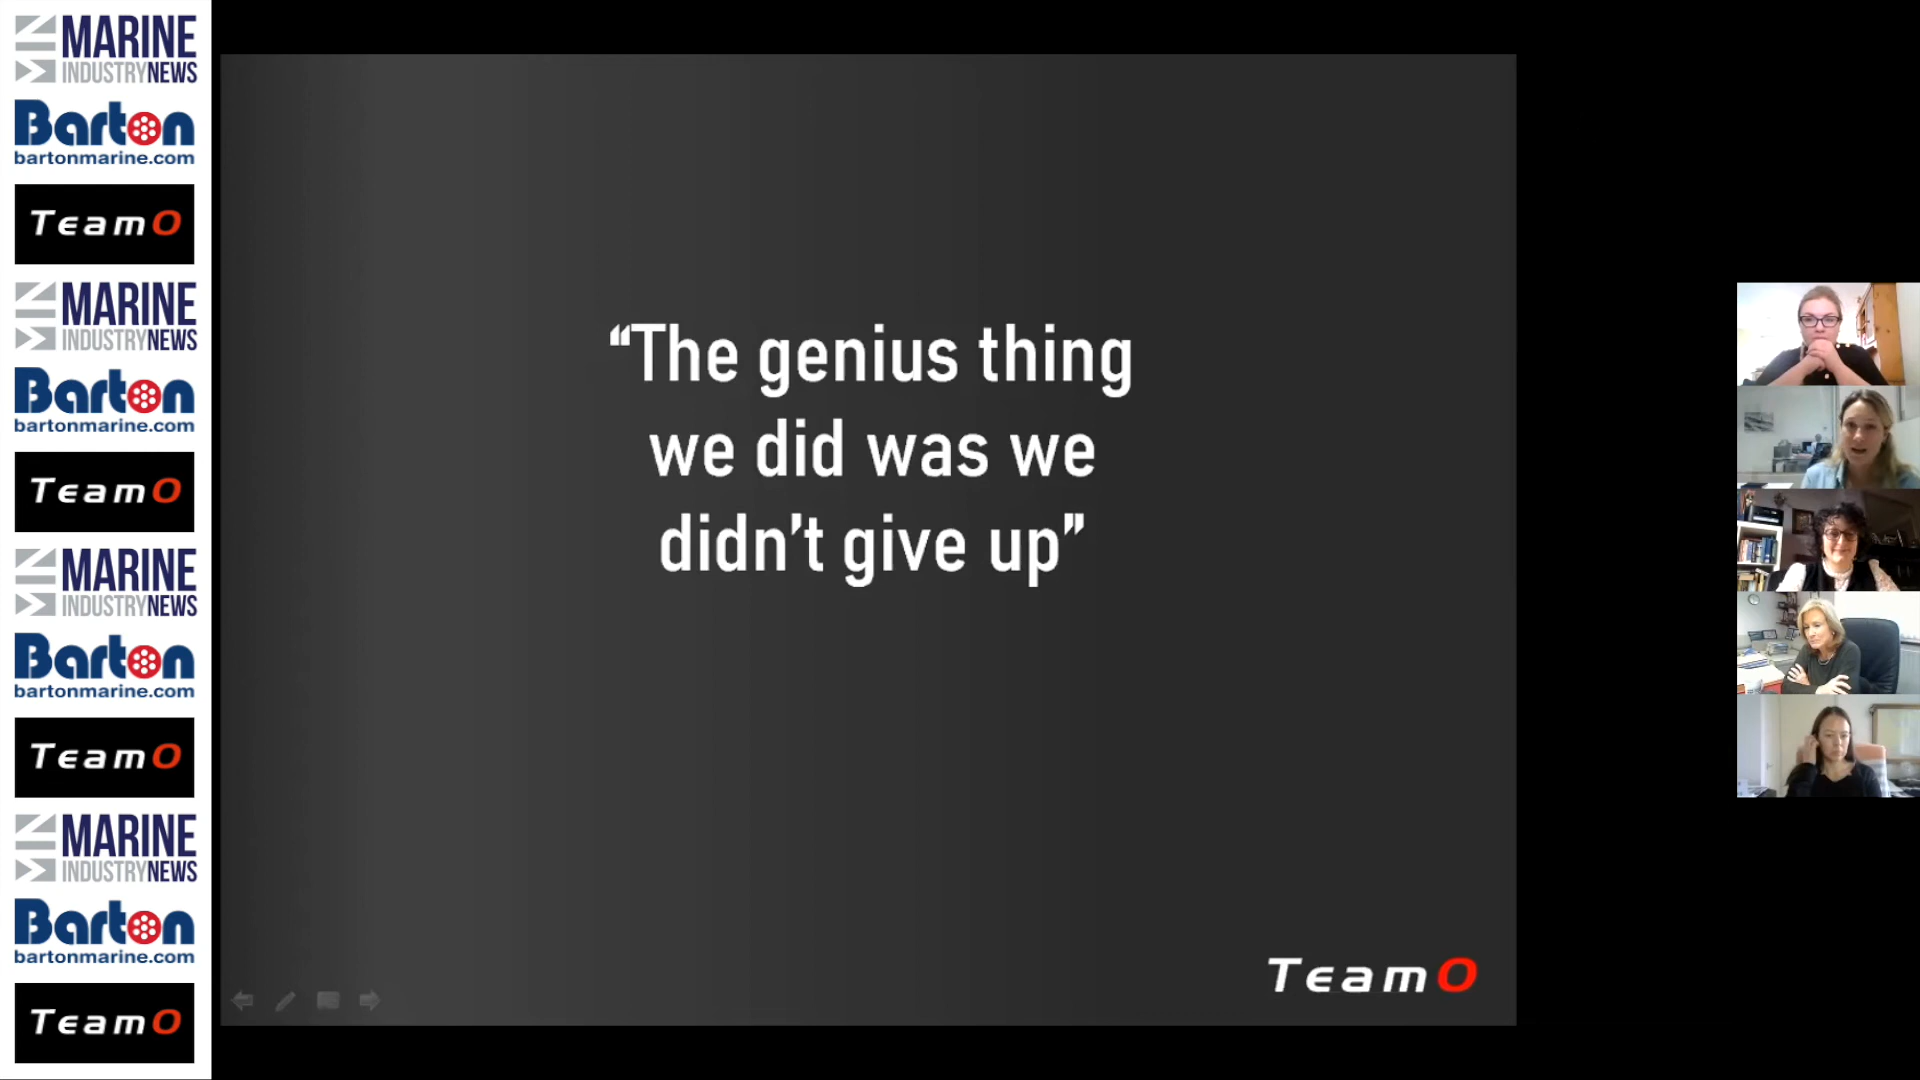 MARINE
INDUSTRYNEWS
Barton
bartonmarine.com
TeamO
MARINE
INDUSTRYNEWS
Barton
bartonmarine.com
TeamO
MARINE
INDUSTRYNEWS
Barton
bartonmarine.com
TeamO
MARINE
INDUSTRYNEWS
Barton
bartonmarine.com
TeamO
“The genius thing
we did was we
didn’t give up”
TeamO